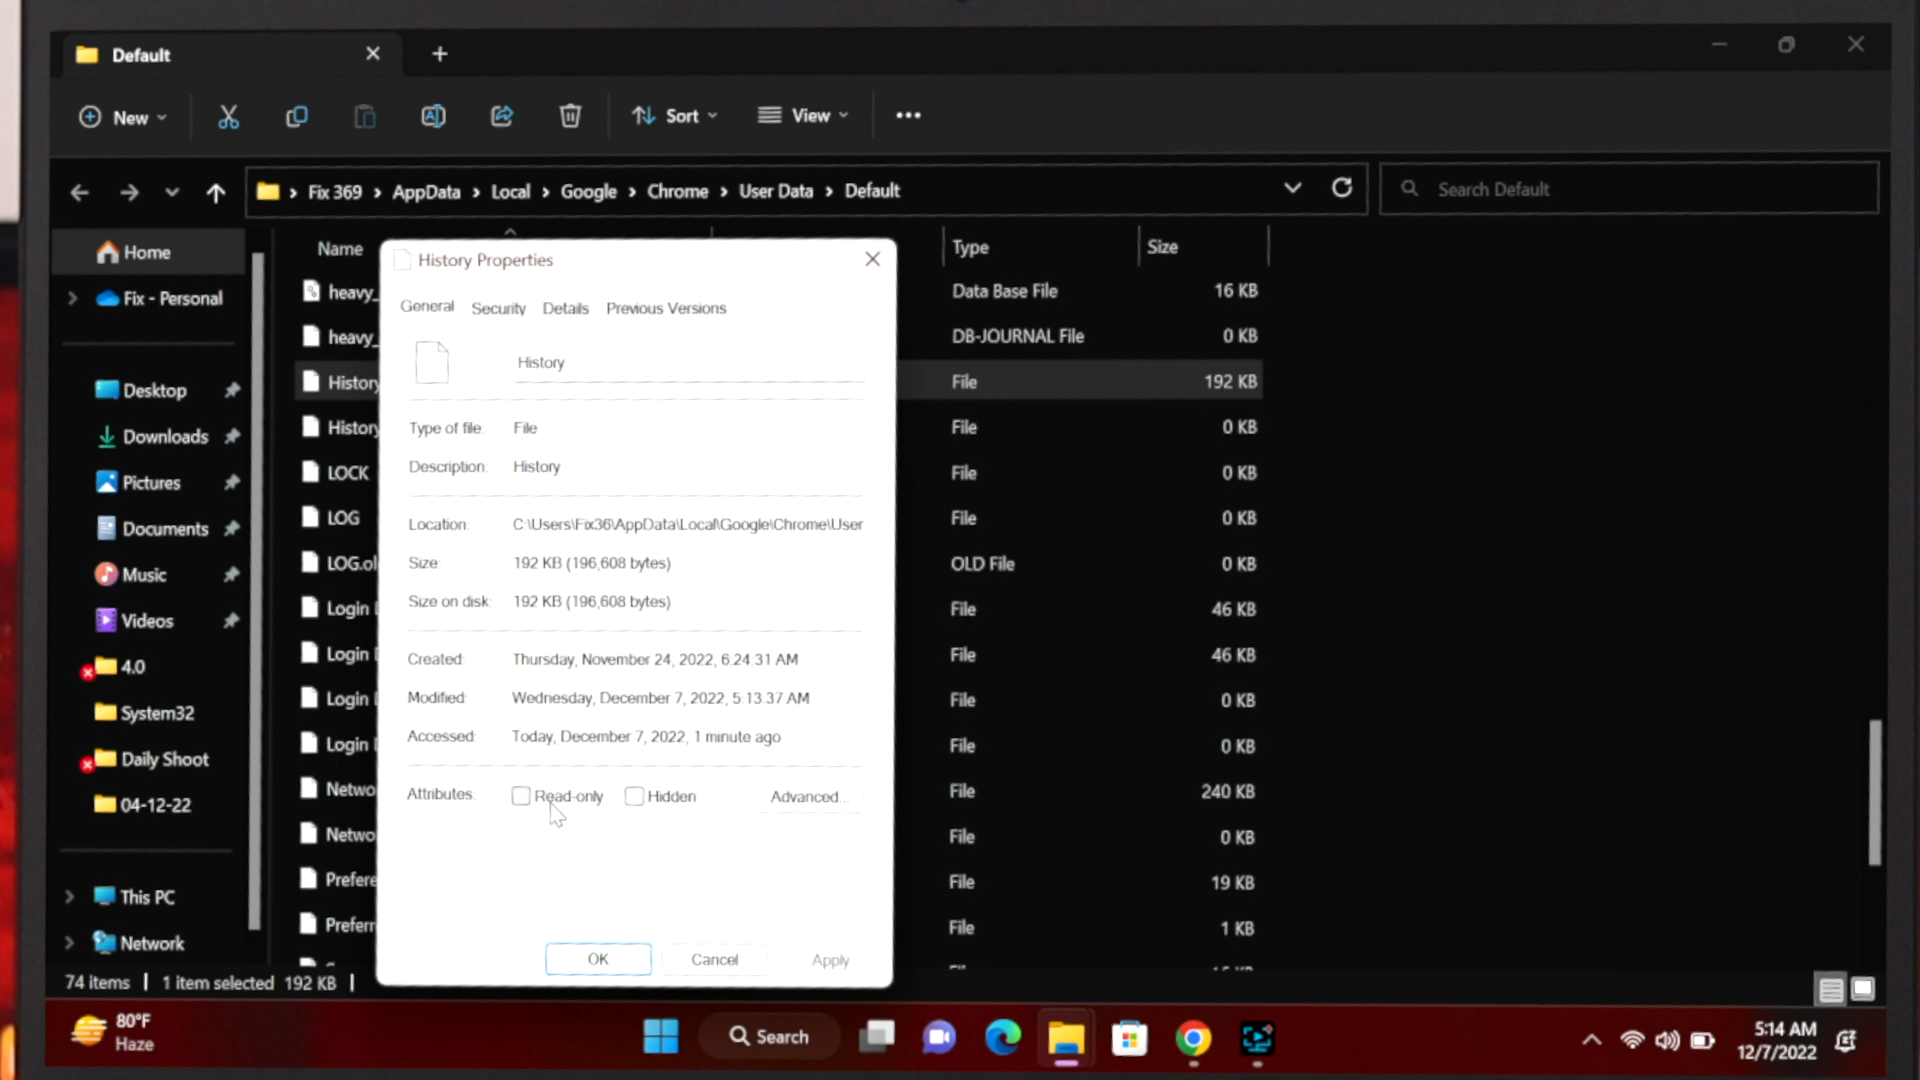 Default
New
Sort
View
Fix 369 > AppData > Local > Google > Chrome > User Data > Default
Search Default
Home
Fix - Personal
Desktop
Downloads
Pictures
Documents
Music
Videos
4.0
System32
Daily Shoot
04-12-22
This PC
Network
Name
Type
Size
heavy_
Data Base File
16 KB
heavy_
DB-JOURNAL File
0 KB
History
File
192 KB
History
File
0 KB
LOCK
File
0 KB
LOG
File
0 KB
LOG.ol
OLD File
0 KB
Login
File
46 KB
Login
File
46 KB
Login
File
0 KB
Login
File
0 KB
Netwo
File
240 KB
Netwo
File
0 KB
Prefere
File
19 KB
Preferr
File
1 KB
History Properties
General
Security
Details
Previous Versions
History
Type of file: File
Description: History
Location: C:\Users\Fix36\AppData\Local\Google\Chrome\User
Size: 192 KB (196,608 bytes)
Size on disk: 192 KB (196,608 bytes)
Created: Thursday, November 24, 2022, 6:24:31 AM
Modified: Wednesday, December 7, 2022, 5:13:37 AM
Accessed: Today, December 7, 2022, 1 minute ago
Attributes: Read-only Hidden Advanced...
OK Cancel Apply
74 items | 1 item selected 192 KB |
80°F
Haze
Search
5:14 AM
12/7/2022